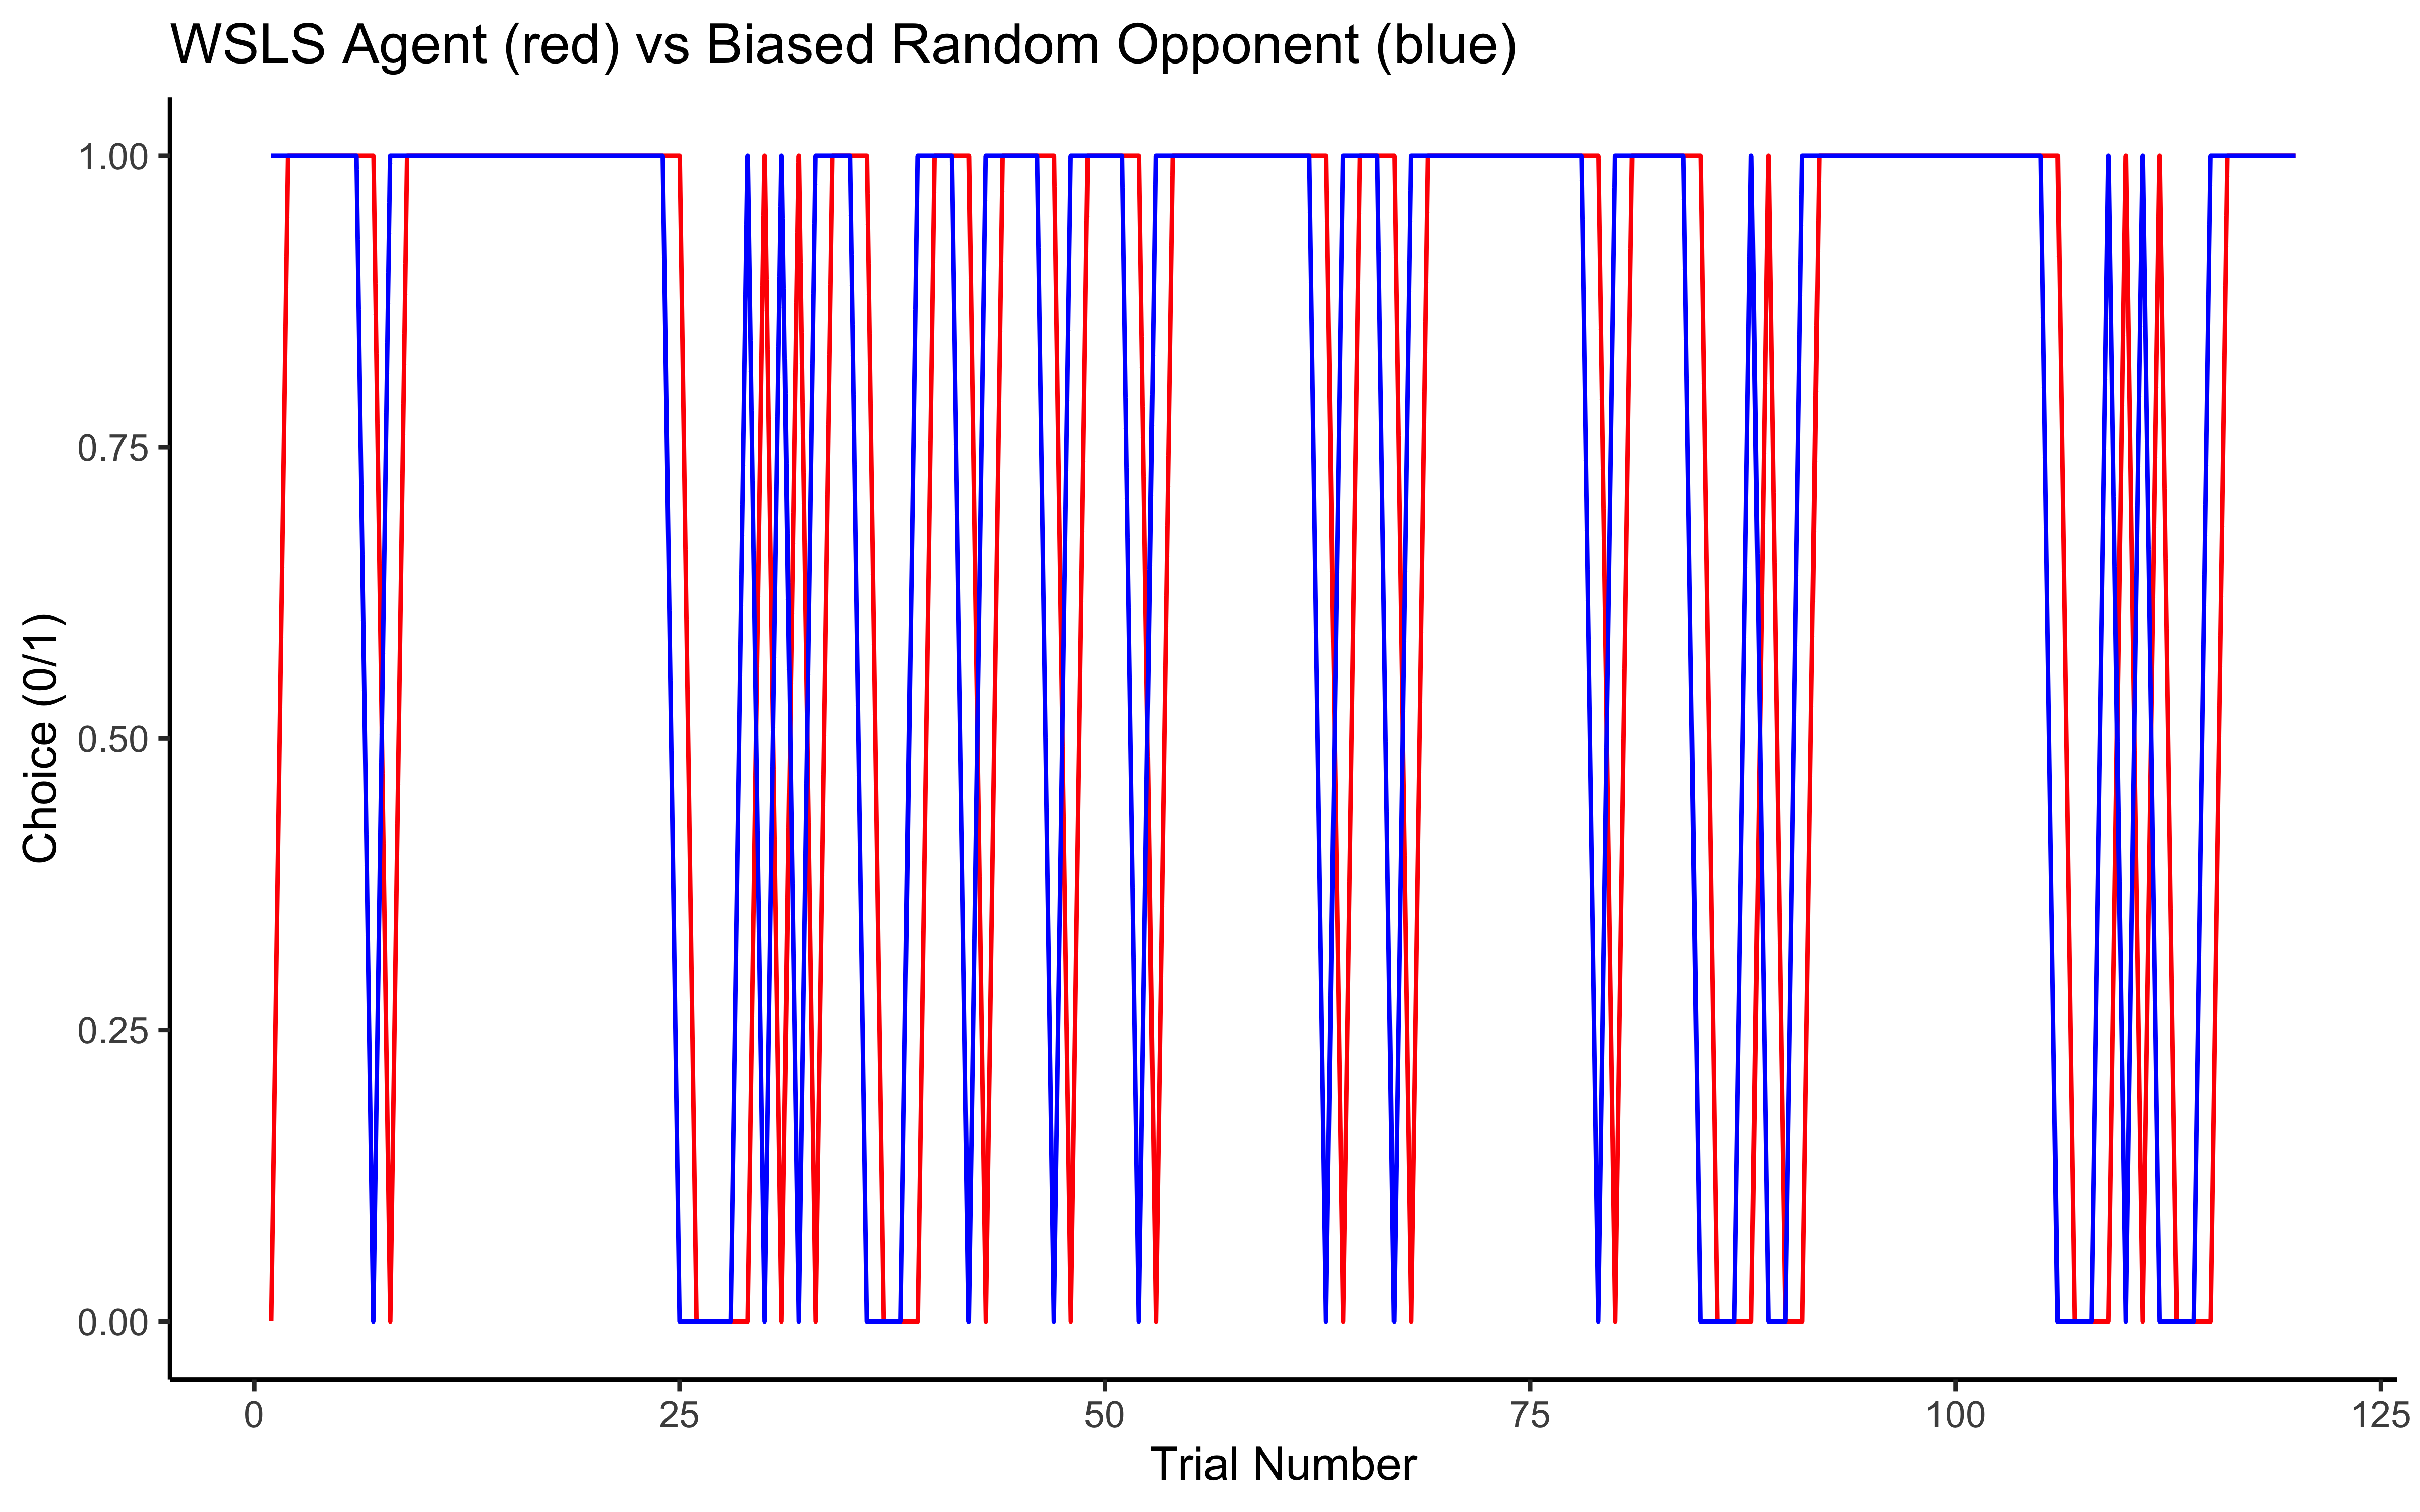 WSLS Agent (red) vs Biased Random Opponent (blue)
Choice (0/1)
1.00
0.75
0.50
0.25
0.00
0 25 50 75 100 125
Trial Number